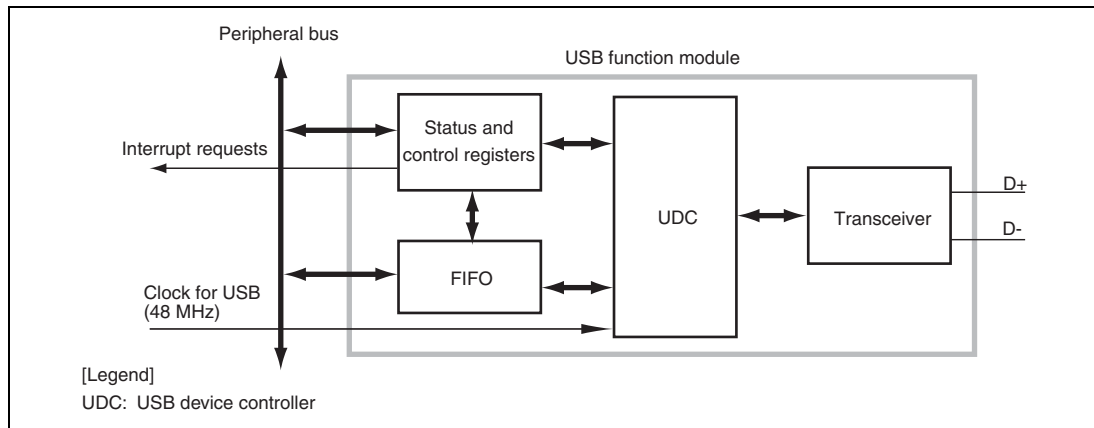 Peripheral bus
USB function module
Status and
control registers
Interrupt requests
UDC
Transceiver
D+
D-
FIFO
Clock for USB
(48 MHz)
[Legend]
UDC: USB device controller